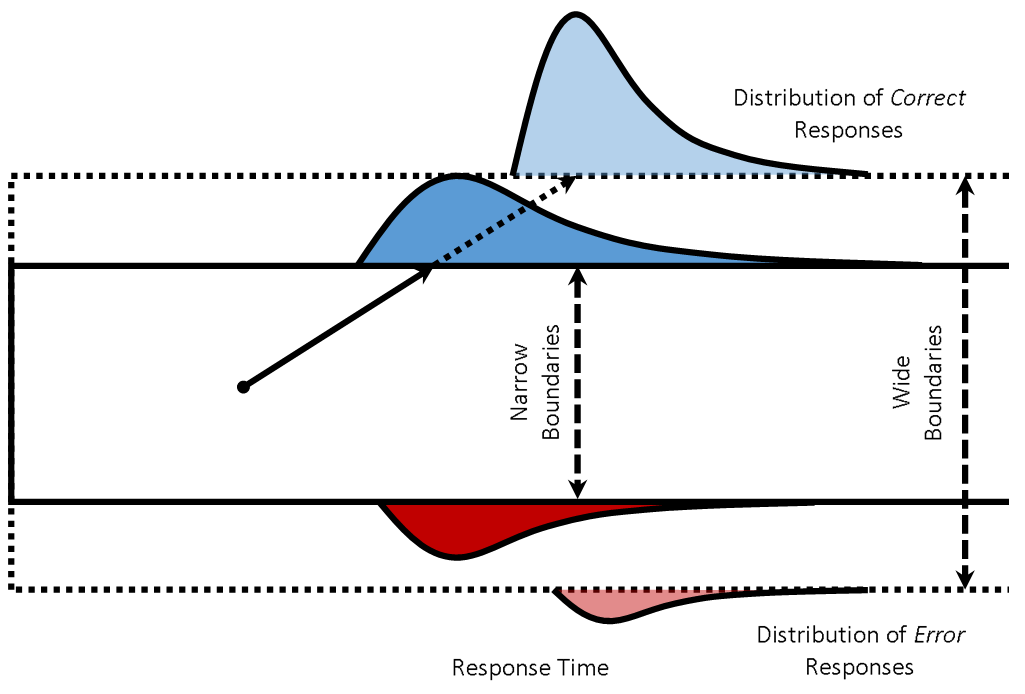 Distribution of Correct
Responses
Narrow
Boundaries
Wide
Boundaries
Distribution of Error
Responses
Response Time